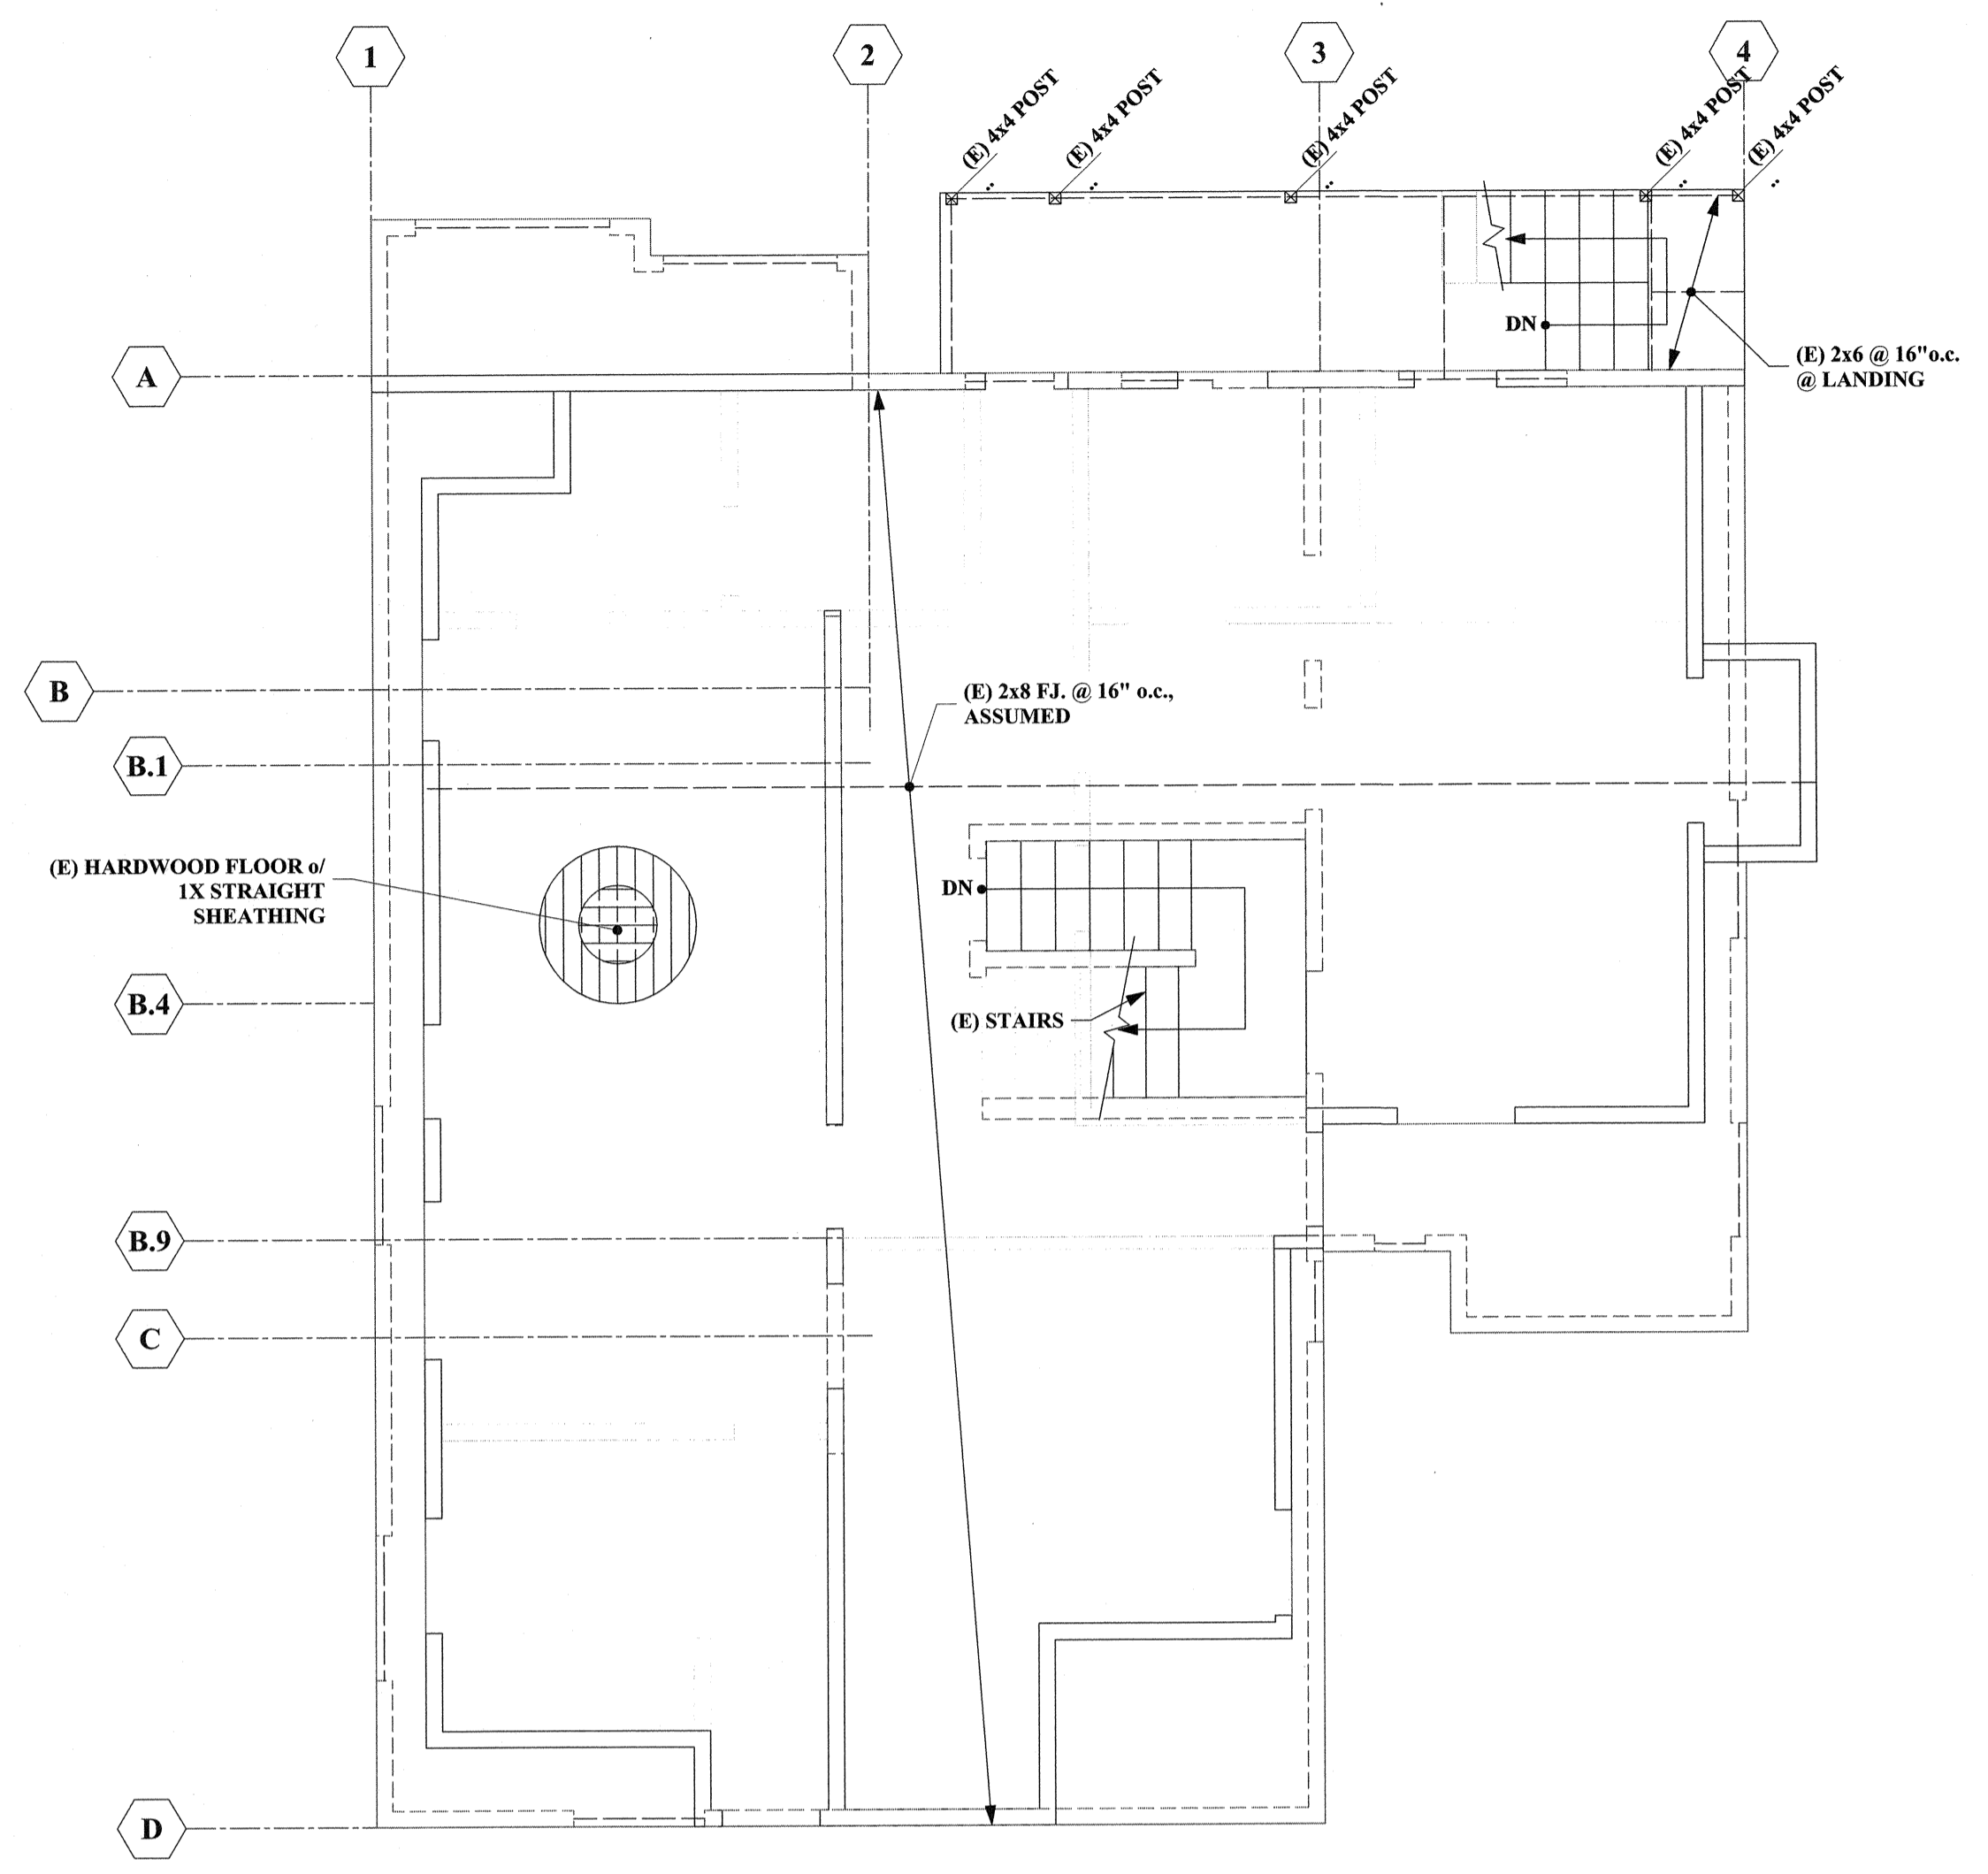 1
2
3
4
(E) 4x4 POST
(E) 4x4 POST
(E) 4x4 POST
(E) 4x4 POST
(E) 4x4 POST
DN
A
(E) 2x6 @ 16"o.c.
@ LANDING
B
(E) 2x8 FJ. @ 16" o.c.,
ASSUMED
B.1
(E) HARDWOOD FLOOR o/
1X STRAIGHT
SHEATHING
DN
B.4
(E) STAIRS
B.9
C
D